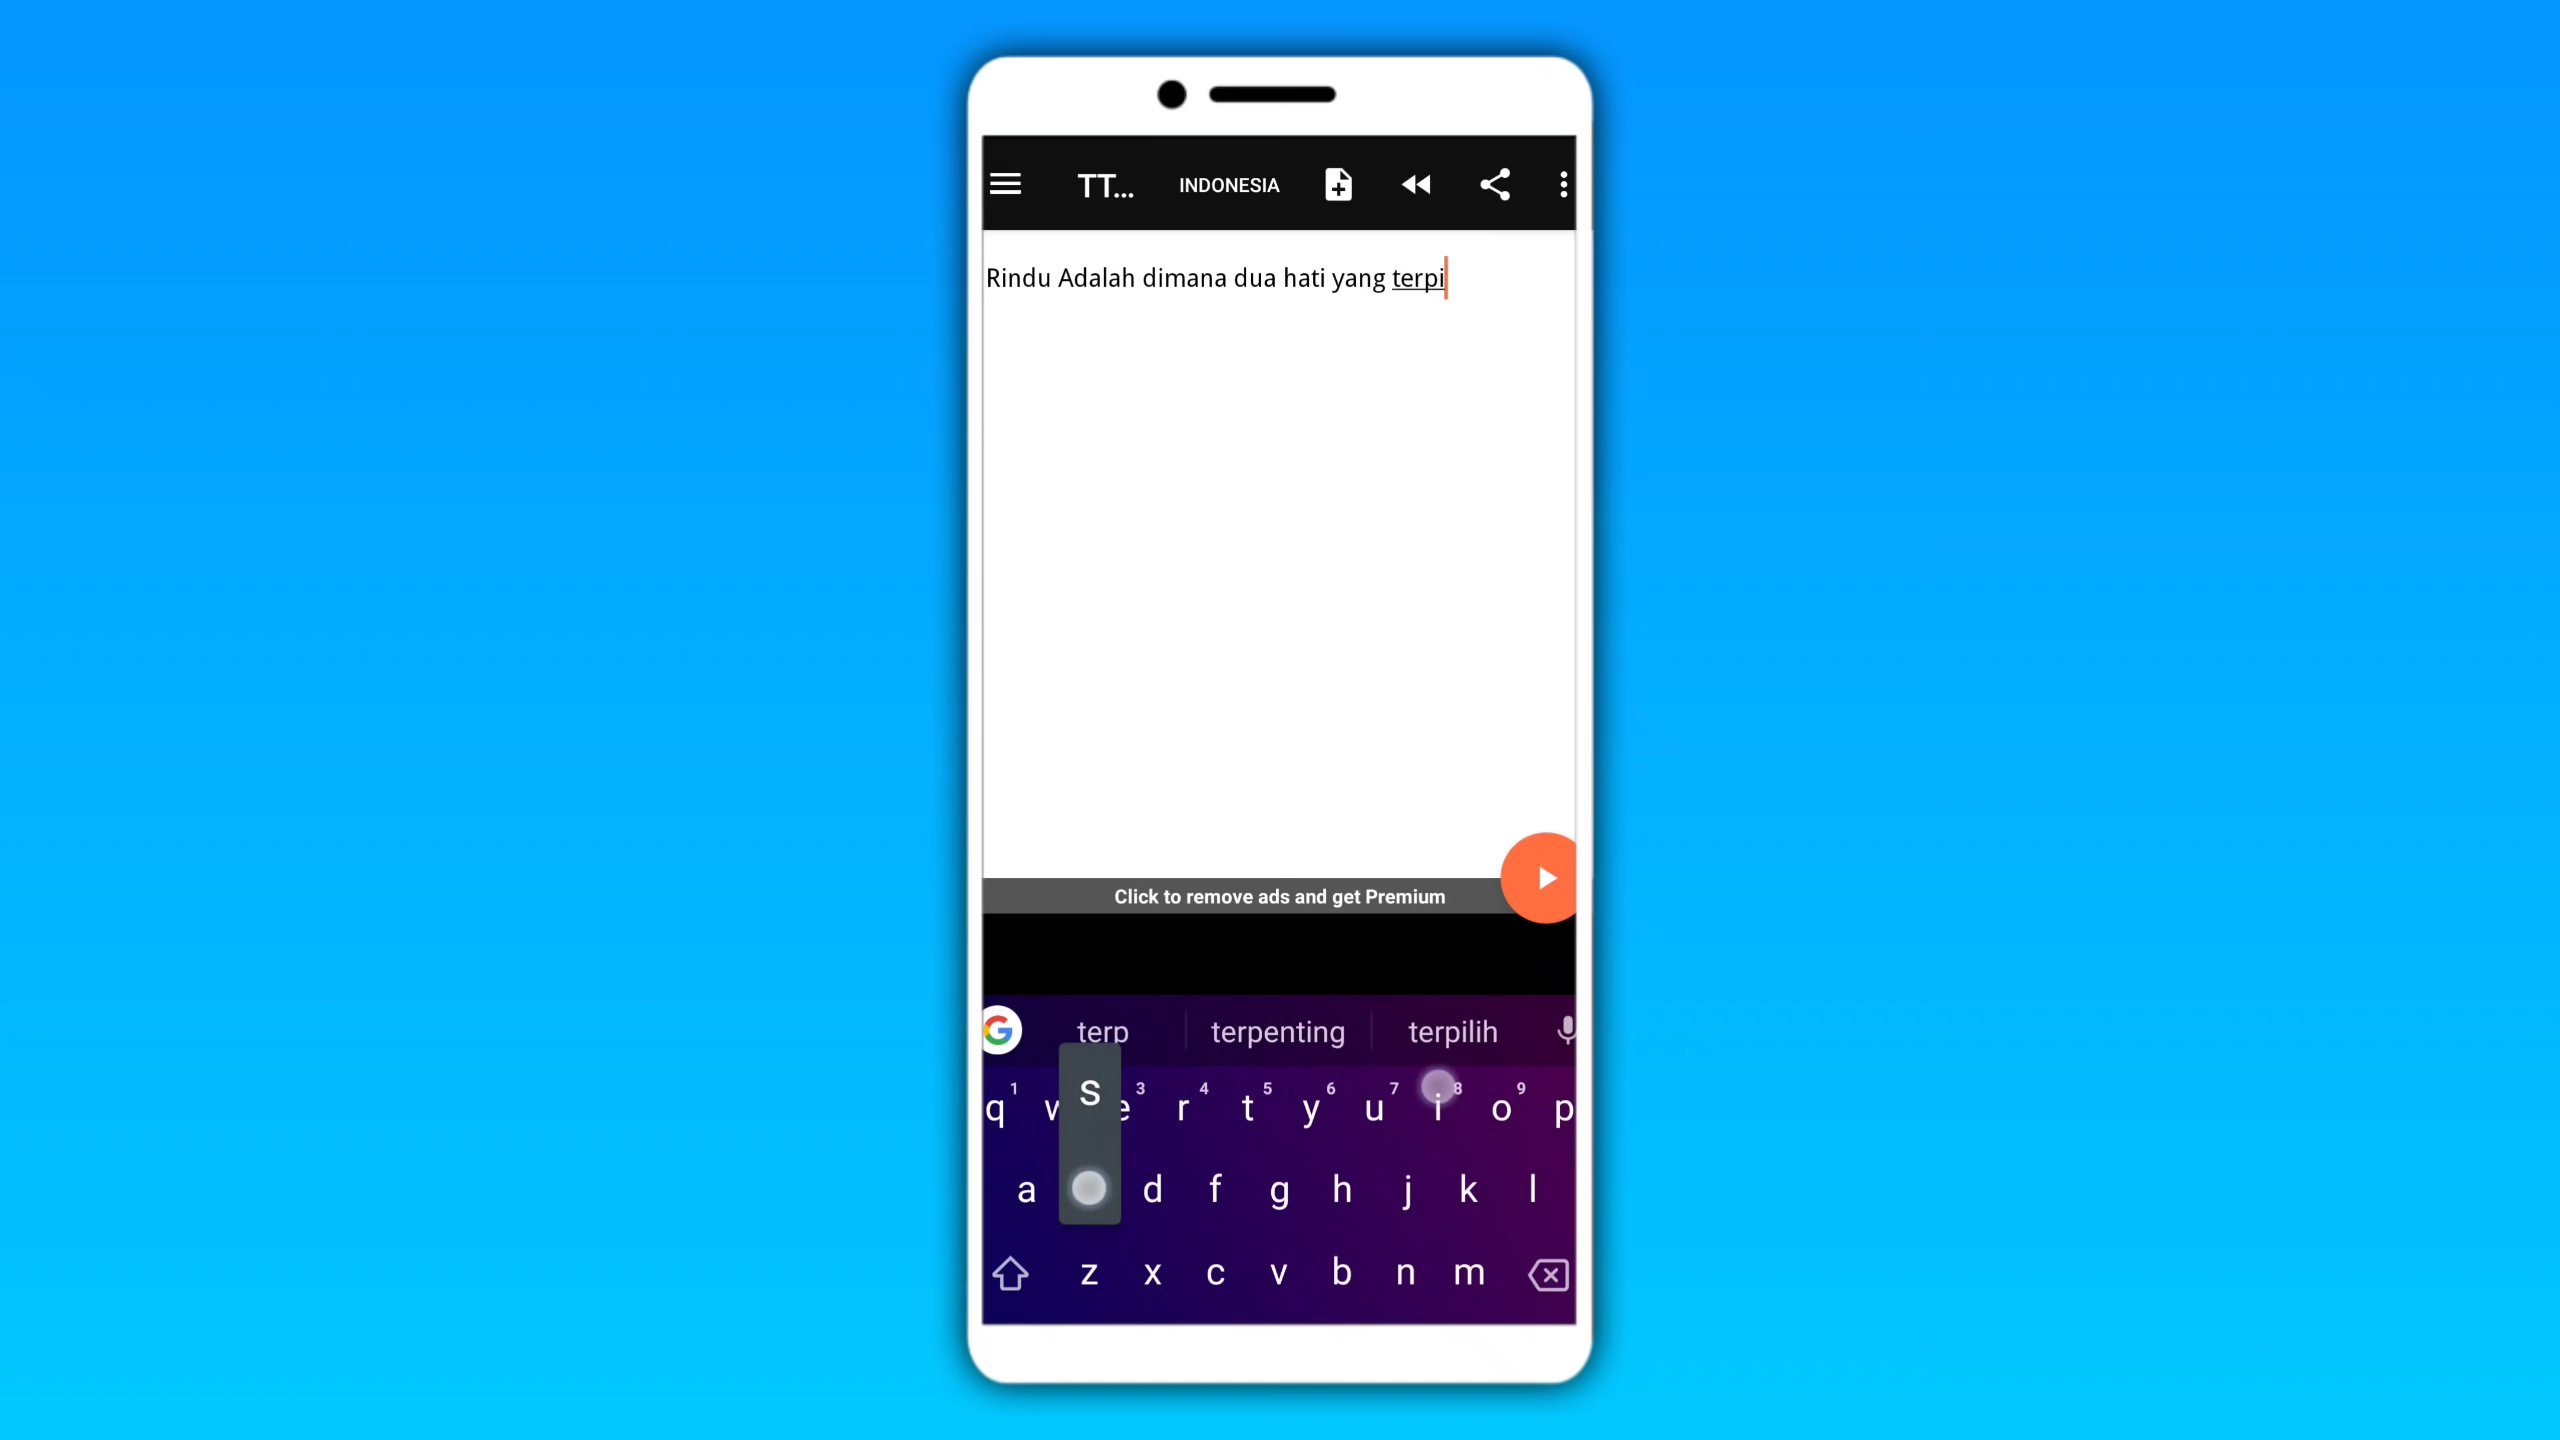 TT... INDONESIA
Rindu Adalah dimana dua hati yang terpi
Click to remove ads and get Premium
terp terpenting terpilih
1 3 4 5 6 7 8 9
q w e r t y u i o p
s
a d f g h j k l
z x c v b n m